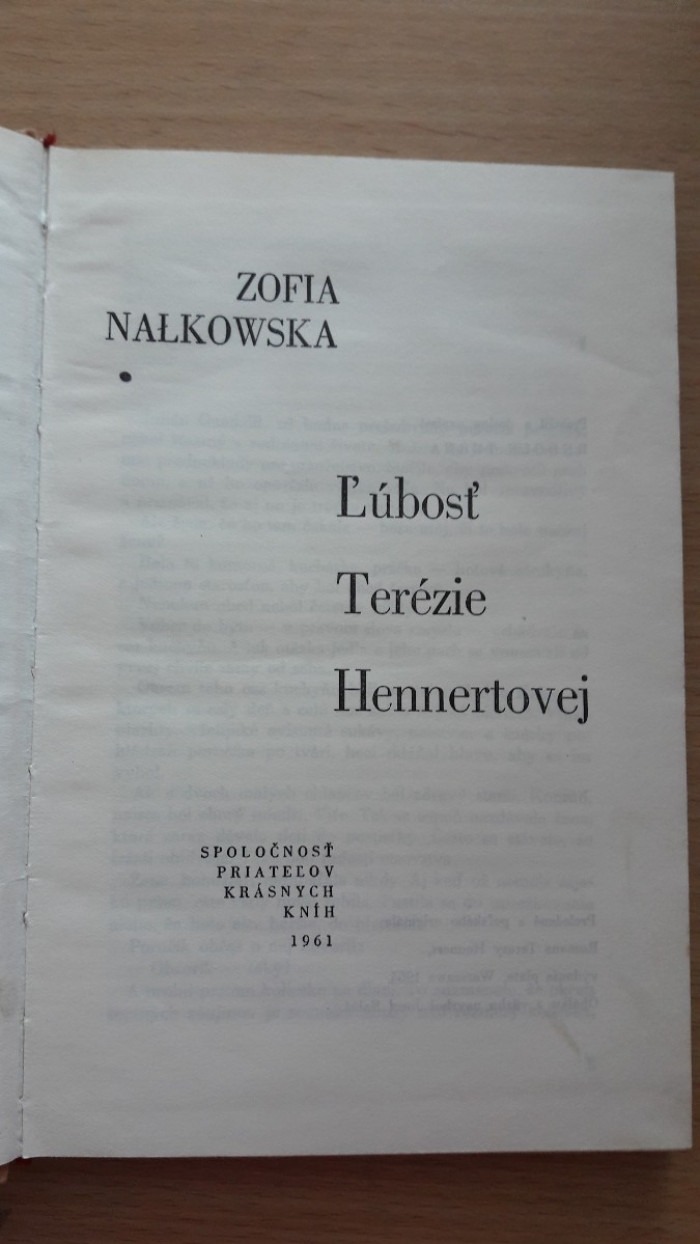 ZOFIA
NAŁKOWSKA
Ľúbosť
Terézie
Hennertovej
SPOLOČNOSŤ
PRIATEĽOV
KRÁSNYCH
KNÍH
1961